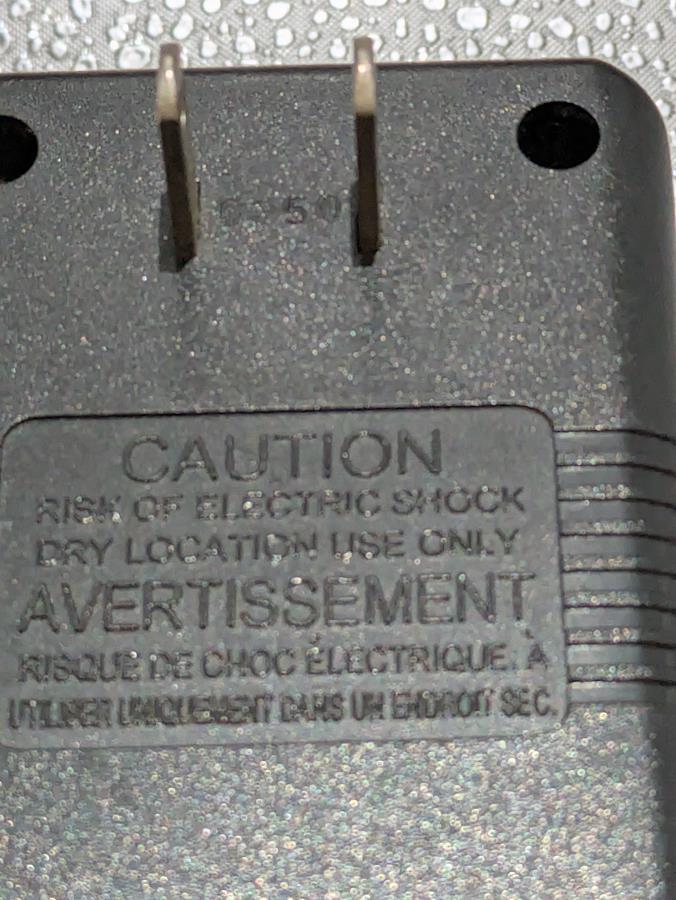 CAUTION
RISK OF ELECTRIC SHOCK
DRY LOCATION USE ONLY
AVERTISSEMENT
RISQUE DE CHOC ÉLECTRIQUE. À
UTILISER UNIQUEMENT DANS UN ENDROIT SEC.